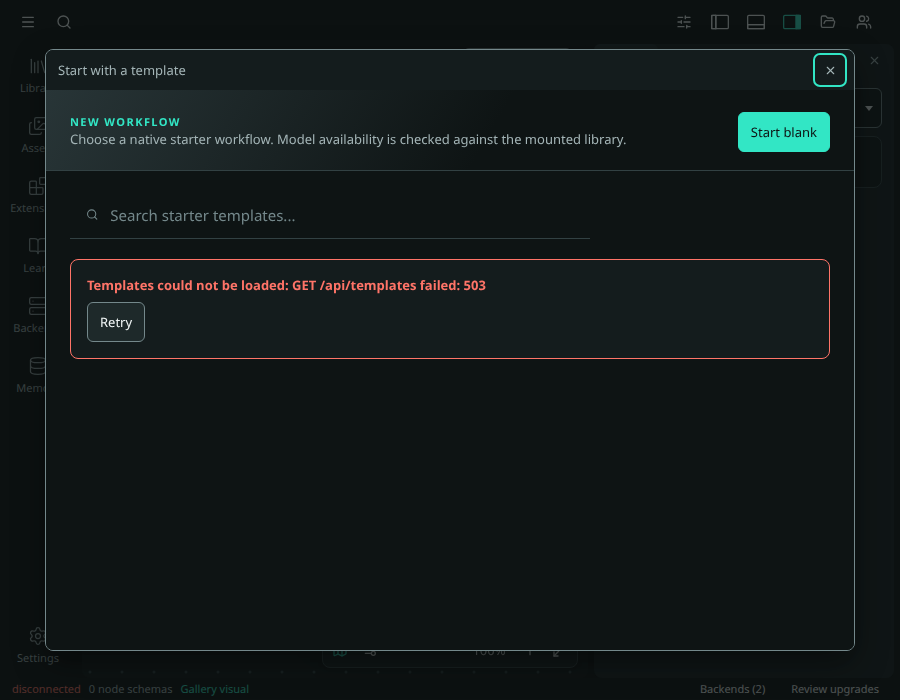 Start with a template
NEW WORKFLOW
Choose a native starter workflow. Model availability is checked against the mounted library.
Start blank
Search starter templates...
Templates could not be loaded: GET /api/templates failed: 503
Retry
Settings
disconnected
0 node schemas
Gallery visual
Backends (2)
Review upgrades